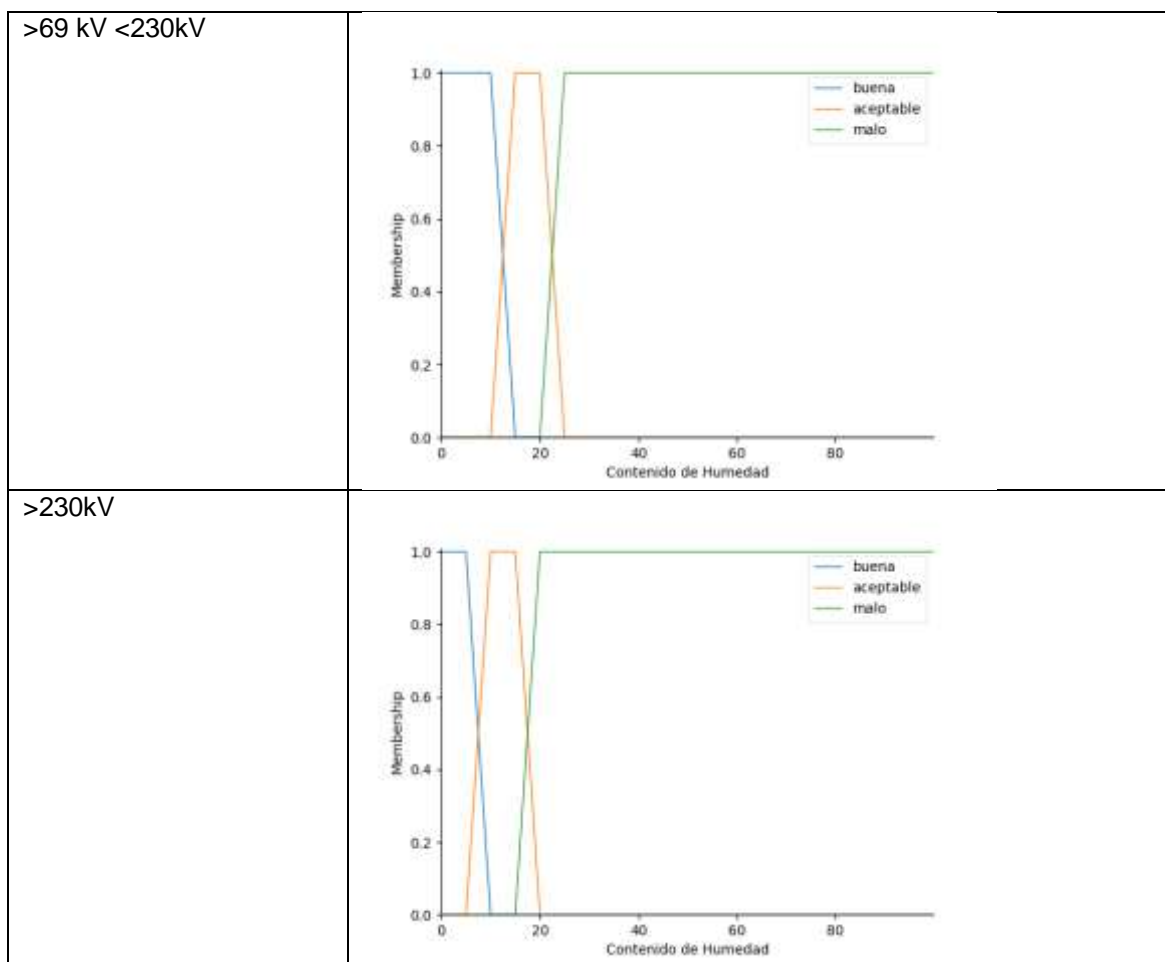 >69 kV <230kV
1.0
0.8
0.6
0.4
0.2
0.0
Membership
buena
aceptable
malo
0
20
40
60
80
Contenido de Humedad
>230kV
1.0
0.8
0.6
0.4
0.2
0.0
Membership
buena
aceptable
malo
0
20
40
60
80
Contenido de Humedad